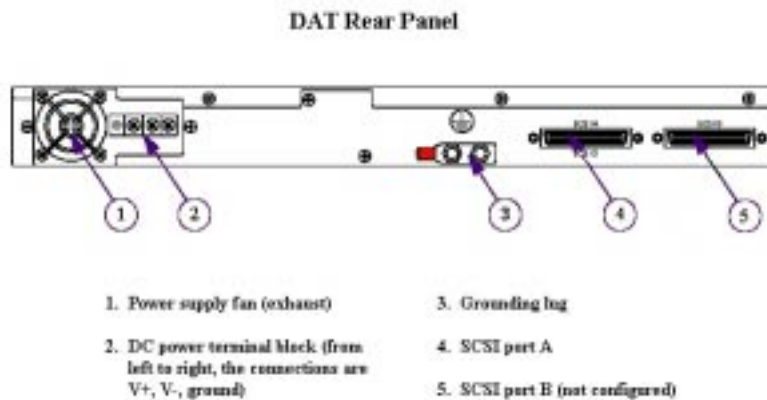 DAT Rear Panel
1
2
3
4
5
1. Power supply fan (exhaust)
2. DC power terminal block (from
left to right, the connections are
V+, V-, ground)
3. Grounding lug
4. SCSI port A
5. SCSI port B (not configured)